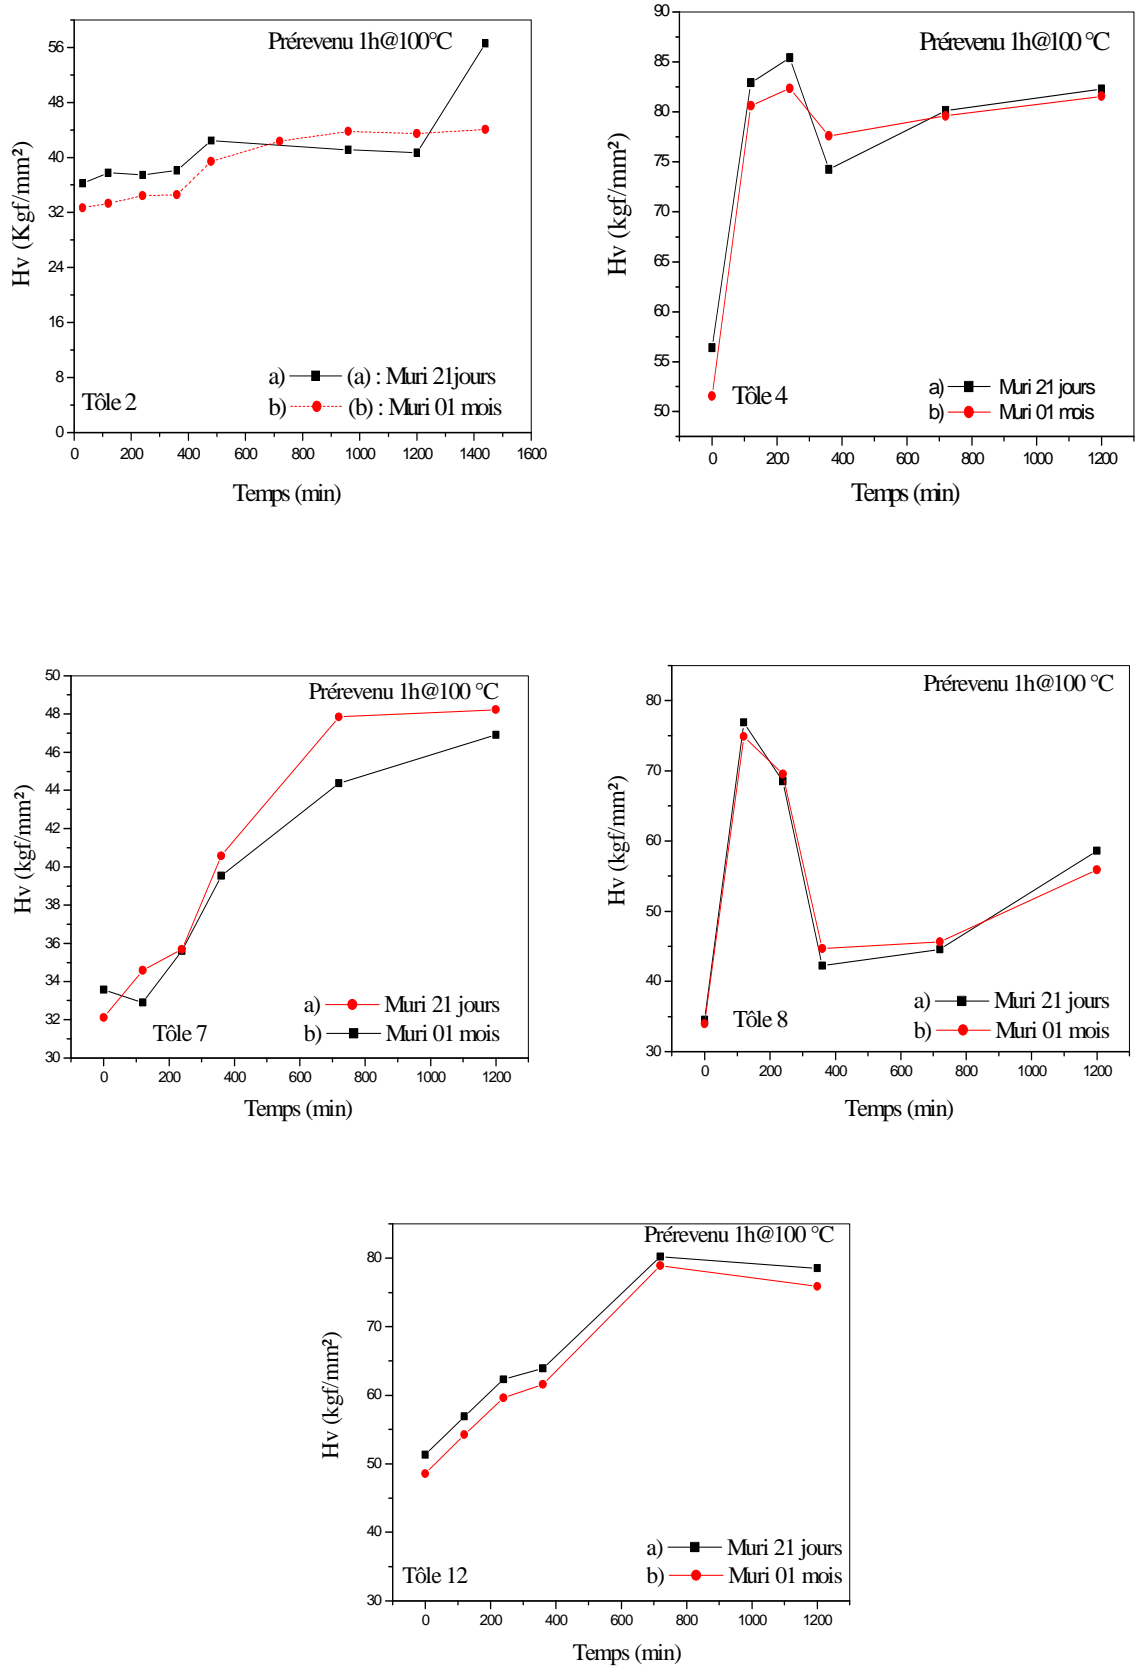 Prérevenu 1h@100°C
56
48
40
32
24
16
8
0
Hv (Kgf/mm²)
a) (a) : Muri 21jours
b) (b) : Muri 01 mois
Tôle 2
0 200 400 600 800 1000 1200 1400 1600
Temps (min)
Prérevenu 1h@100 °C
90
85
80
75
70
65
60
55
50
Hv (kgf/mm²)
Tôle 4
a) Muri 21 jours
b) Muri 01 mois
0 200 400 600 800 1000 1200
Temps (min)
Prérevenu 1h@100 °C
50
48
46
44
42
40
38
36
34
32
30
Hv (kgf/mm²)
a) Muri 21 jours
b) Muri 01 mois
Tôle 7
0 200 400 600 800 1000 1200
Temps (min)
Prérevenu 1h@100 °C
80
70
60
50
40
30
Hv (kgf/mm²)
a) Muri 21 jours
b) Muri 01 mois
Tôle 8
0 200 400 600 800 1000 1200
Temps (min)
Prérevenu 1h@100 °C
80
70
60
50
40
30
Hv (kgf/mm²)
a) Muri 21 jours
b) Muri 01 mois
Tôle 12
0 200 400 600 800 1000 1200
Temps (min)